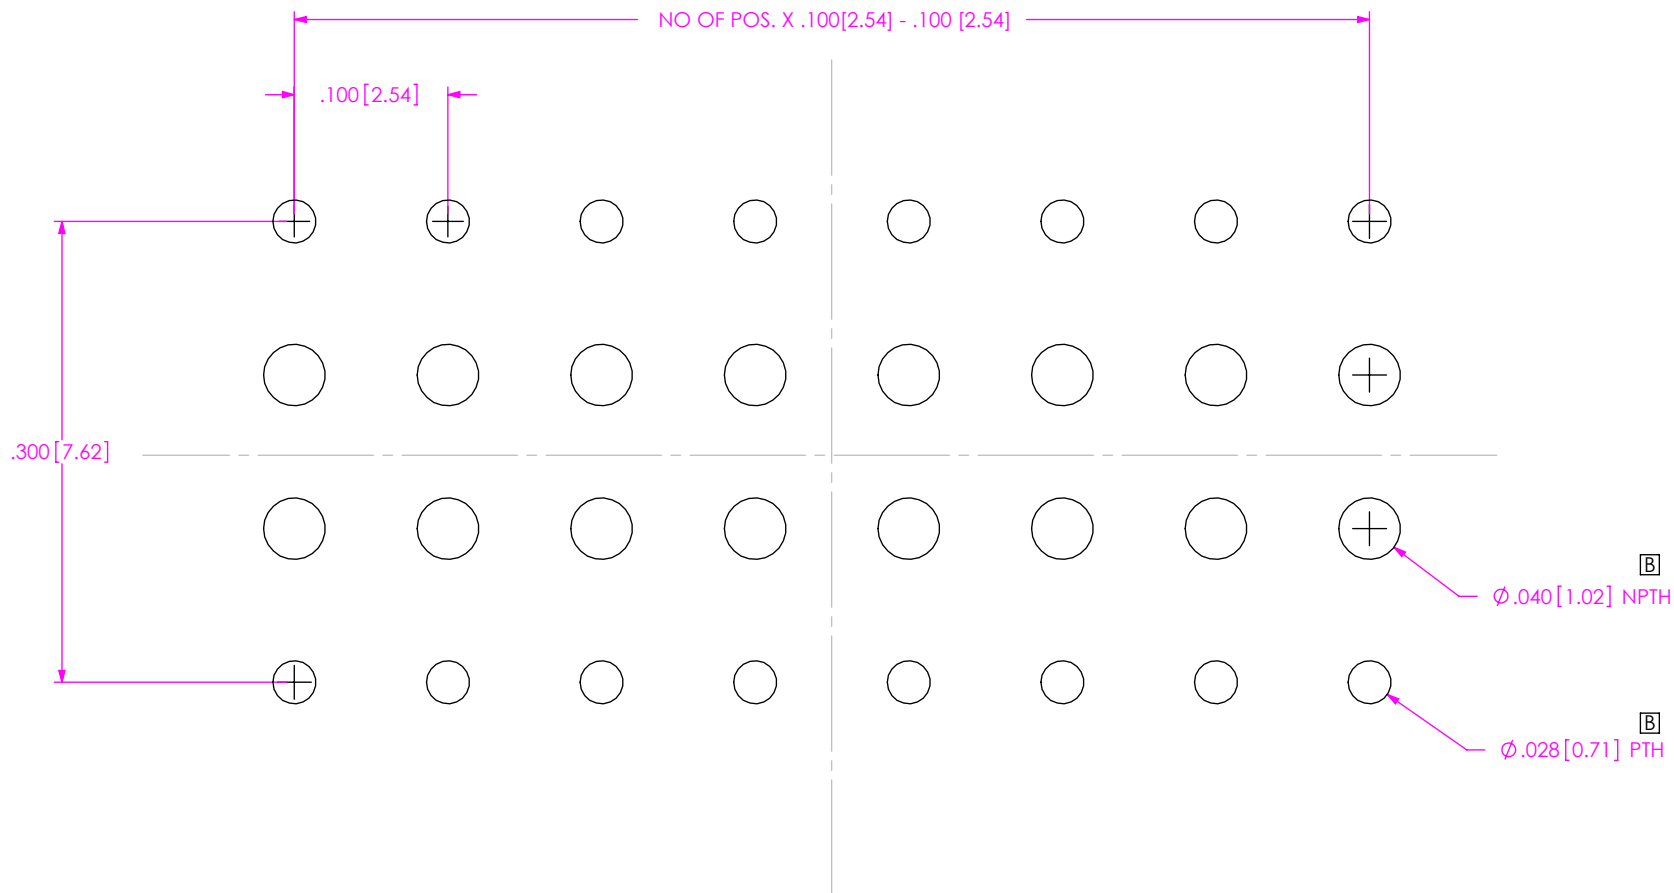 NO OF POS. X .100[2.54] - .100 [2.54]
.100[2.54]
.300[7.62]
B
Ø.040[1.02] NPTH
B
Ø.028[0.71] PTH